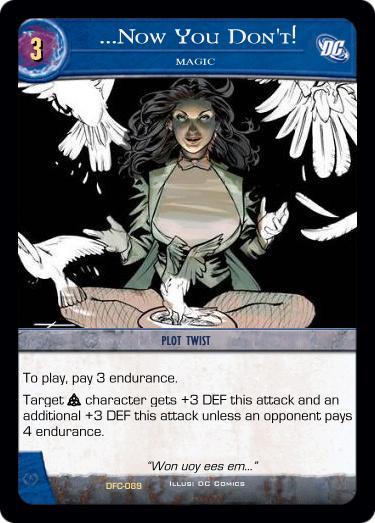 ...Now You Don't!
3
DC
MAGIC
PLOT TWIST
To play, pay 3 endurance.
Target character gets +3 DEF this attack and an
additional +3 DEF this attack unless an opponent pays
4 endurance.
"Won uoy ees em..."
DFC-089 Illus: DC Comics